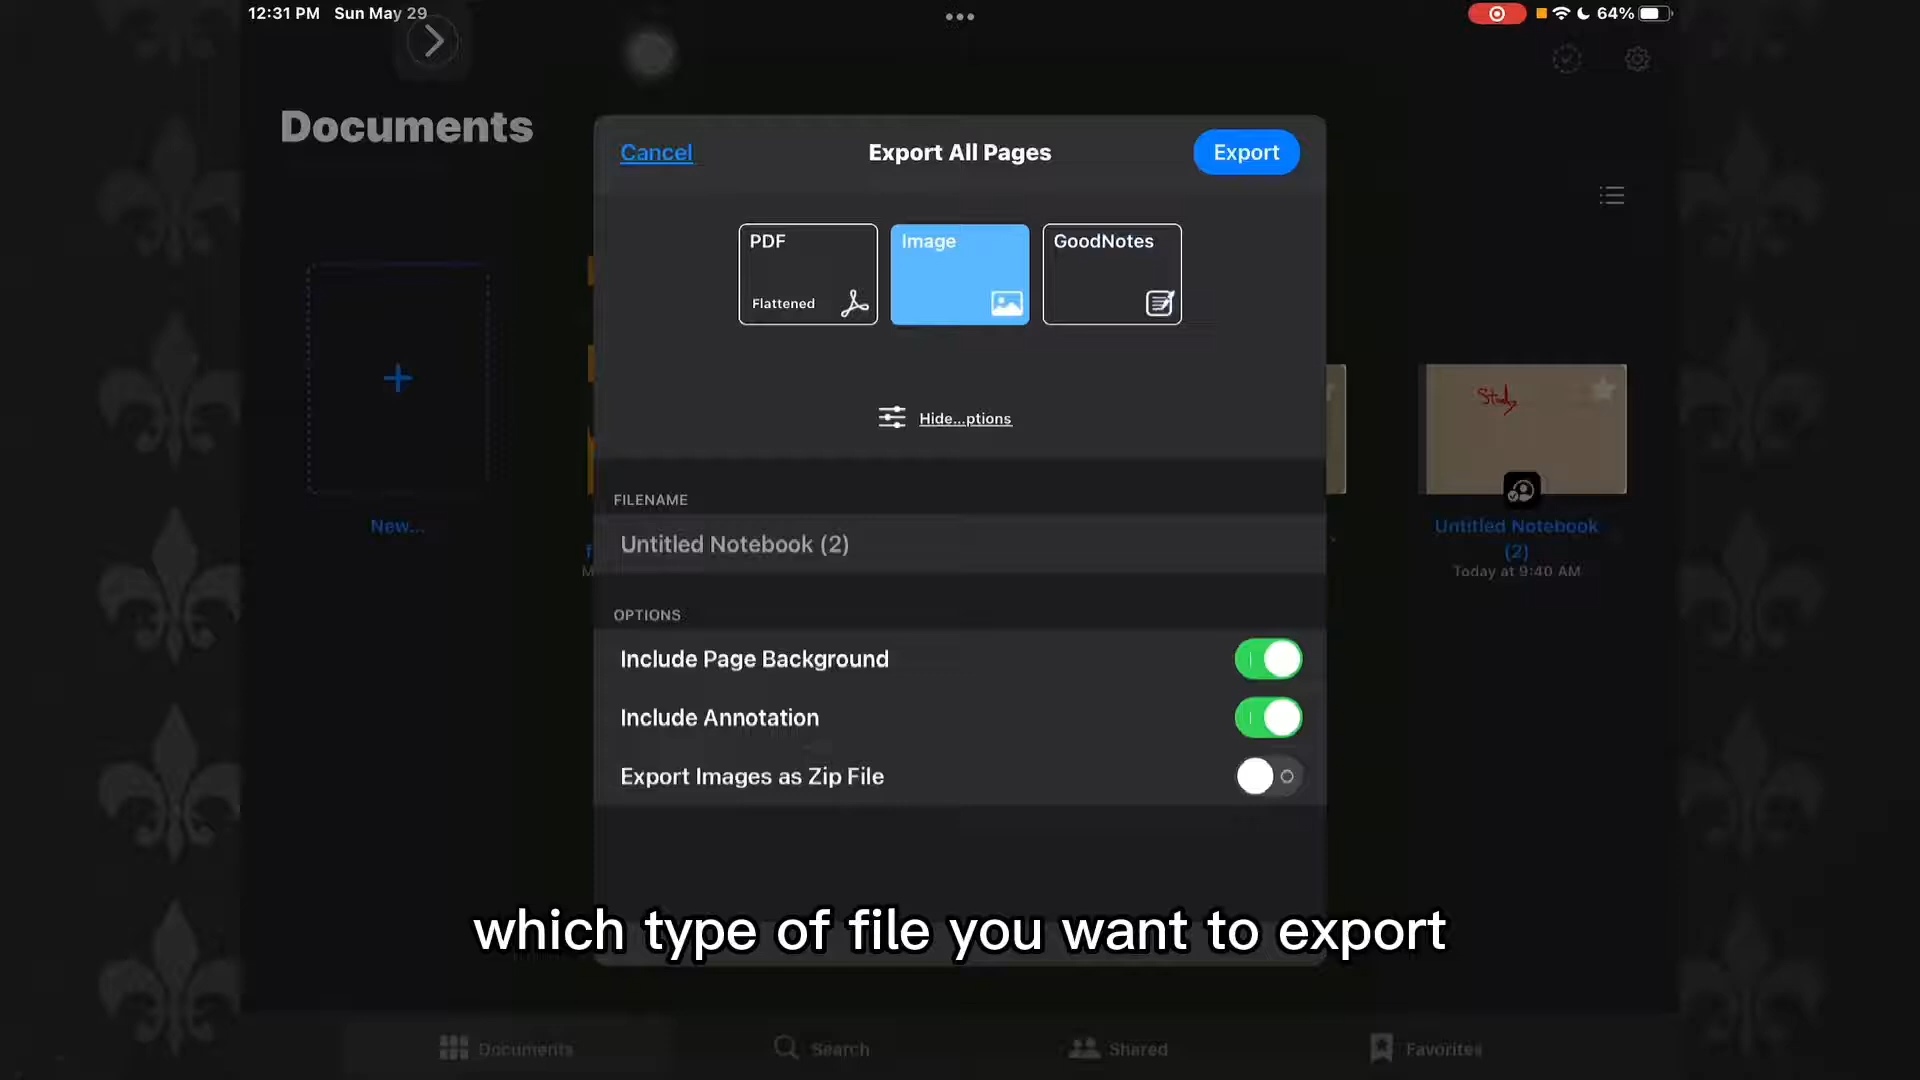 12:31 PM Sun May 29
64%
Documents
Cancel
Export All Pages
Export
PDF
Flattened
Image
GoodNotes
Hide...ptions
FILENAME
Untitled Notebook (2)
OPTIONS
Include Page Background
Include Annotation
Export Images as Zip File
New...
Study
Untitled Notebook
(2)
Today at 9:40 AM
which type of file you want to export
Documents
Search
Shared
Favorites